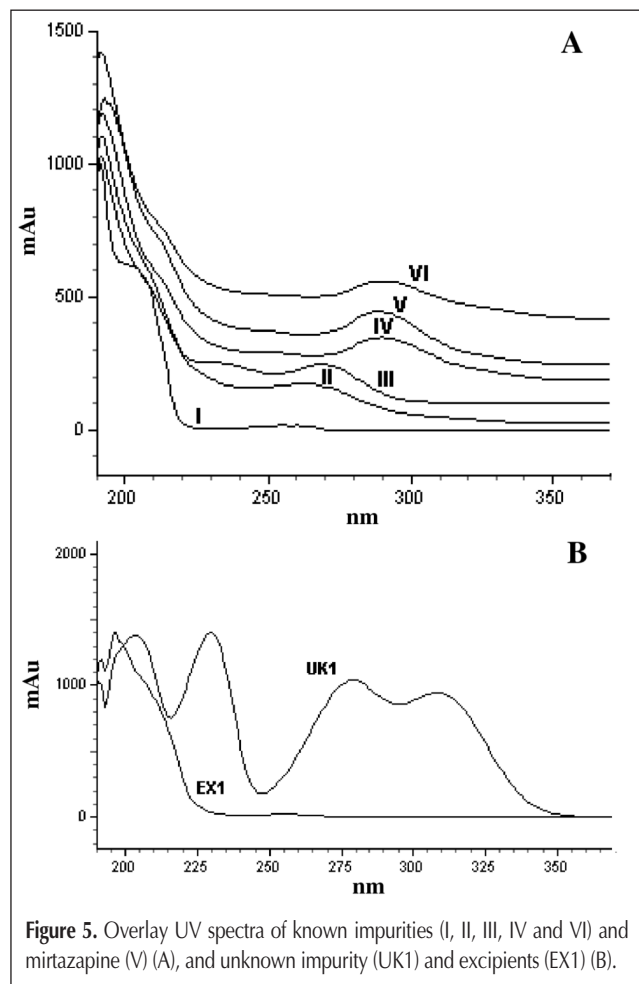 A
1500
1000
500
0
mAu
VI
V
IV
III
II
I
200
250
300
350
nm
B
2000
1000
0
mAu
UK1
EX1
200
225
250
275
300
325
350
nm
Figure 5. Overlay UV spectra of known impurities (I, II, III, IV and VI) and
mirtazapine (V) (A), and unknown impurity (UK1) and excipients (EX1) (B).